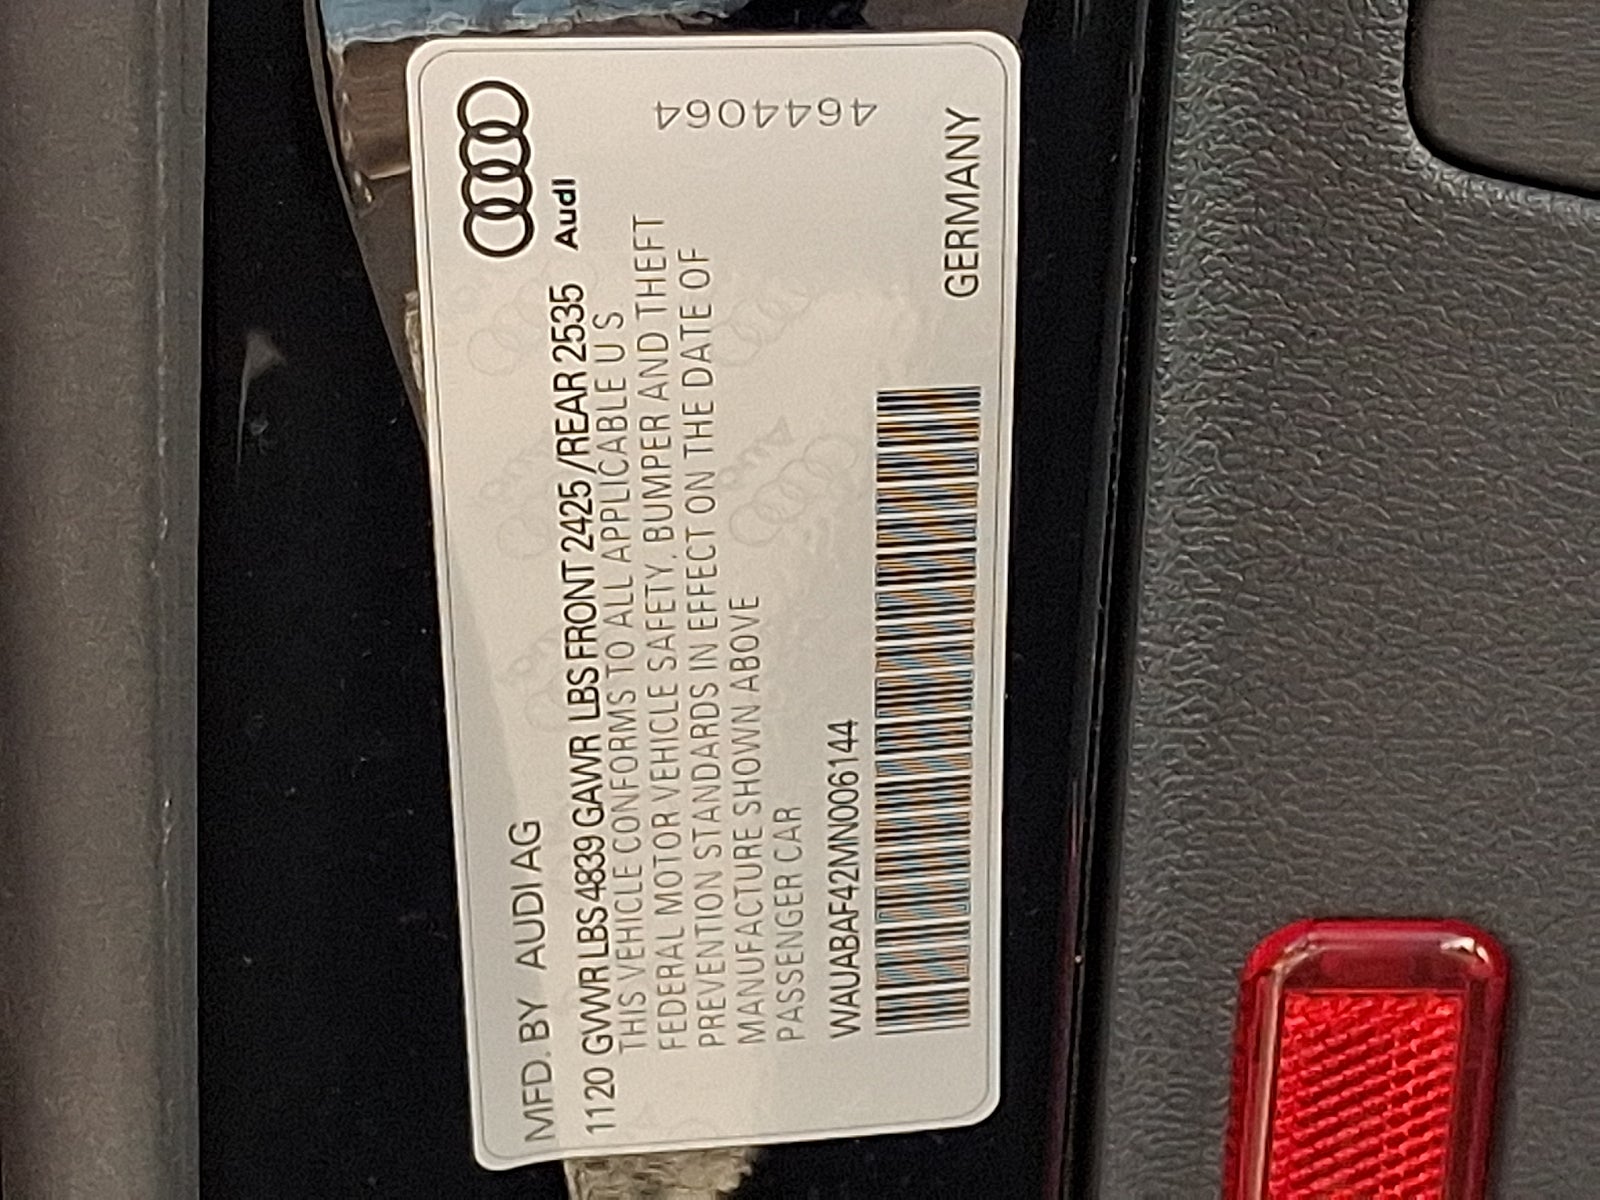 MFD. BY AUDI AG
Audi
1120 GVWR LBS 4839 GAWR LBS FRONT 2425 /REAR 2535
THIS VEHICLE CONFORMS TO ALL APPLICABLE U S
FEDERAL MOTOR VEHICLE SAFETY, BUMPER AND THEFT
PREVENTION STANDARDS IN EFFECT ON THE DATE OF
MANUFACTURE SHOWN ABOVE
PASSENGER CAR
4644064
WAUABAF42MN006144
GERMANY